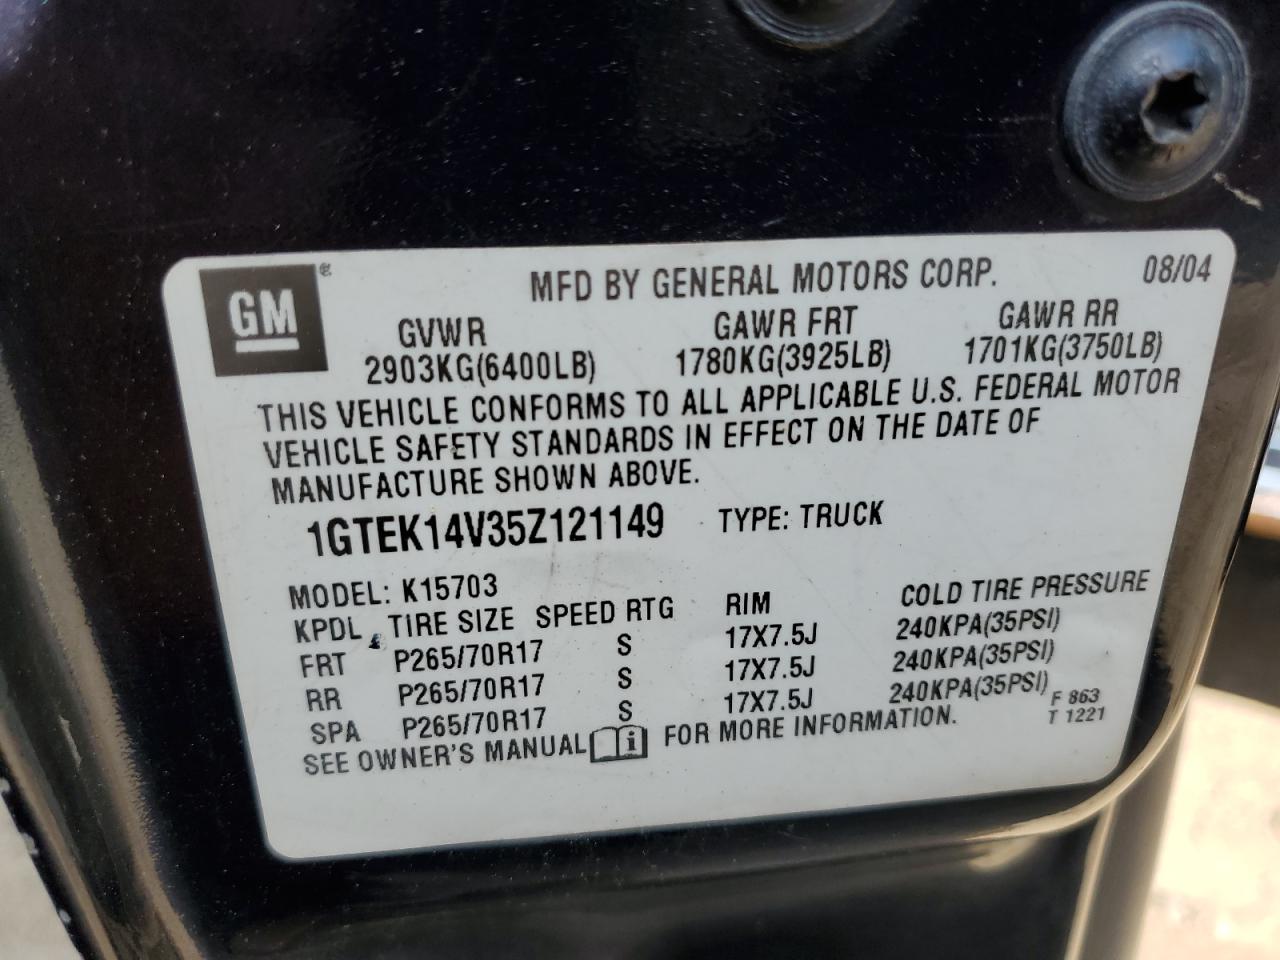 GM® MFD BY GENERAL MOTORS CORP. 08/04
GVWR GAWR FRT GAWR RR
2903KG(6400LB) 1780KG(3925LB) 1701KG(3750LB)
THIS VEHICLE CONFORMS TO ALL APPLICABLE U.S. FEDERAL MOTOR
VEHICLE SAFETY STANDARDS IN EFFECT ON THE DATE OF
MANUFACTURE SHOWN ABOVE.
1GTEK14V35Z121149 TYPE: TRUCK
MODEL: K15703
KPDL TIRE SIZE SPEED RTG RIM COLD TIRE PRESSURE
FRT P265/70R17 S 17X7.5J 240KPA(35PSI)
RR P265/70R17 S 17X7.5J 240KPA(35PSI)
SPA P265/70R17 S 17X7.5J 240KPA(35PSI) F 863
SEE OWNER'S MANUAL i FOR MORE INFORMATION. T 1221